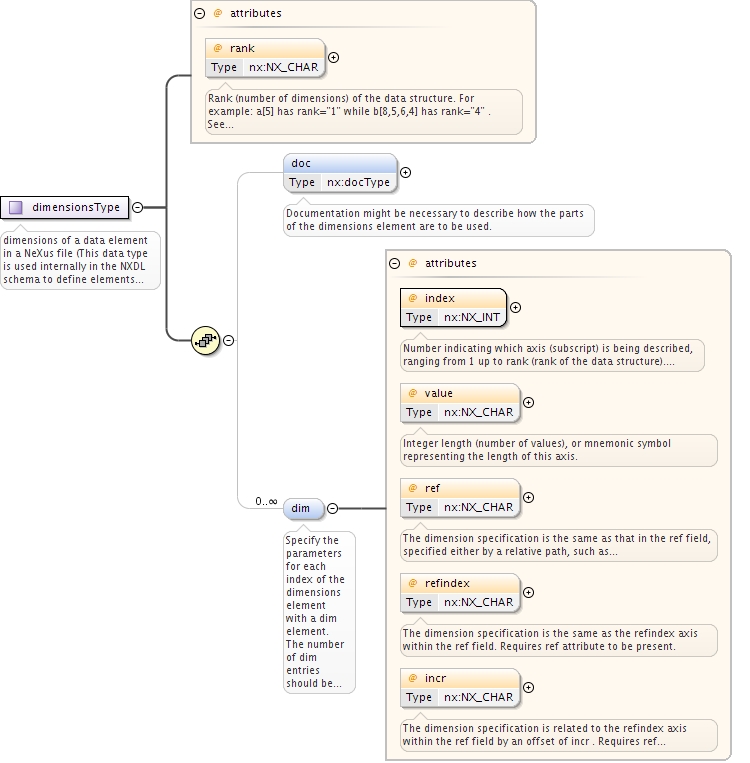 @ attributes
@ rank
Type nx:NX_CHAR
Rank (number of dimensions) of the data structure. For
example: a[5] has rank="1" while b[8,5,6,4] has rank="4" .
See...
doc
Type nx:docType
Documentation might be necessary to describe how the parts
of the dimensions element are to be used.
dimensionsType
dimensions of a data element
in a NeXus file (This data type
is used internally in the NXDL
schema to define elements...
@ attributes
@ index
Type nx:NX_INT
Number indicating which axis (subscript) is being described,
ranging from 1 up to rank (rank of the data structure)....
@ value
Type nx:NX_CHAR
Integer length (number of values), or mnemonic symbol
representing the length of this axis.
@ ref
Type nx:NX_CHAR
The dimension specification is the same as that in the ref field,
specified either by a relative path, such as...
@ refindex
Type nx:NX_CHAR
The dimension specification is the same as the refindex axis
within the ref field. Requires ref attribute to be present.
@ incr
Type nx:NX_CHAR
The dimension specification is related to the refindex axis
within the ref field by an offset of incr . Requires ref...
0..∞
dim
Specify the
parameters
for each
index of the
dimensions
element
with a dim
element.
The number
of dim
entries
should be...